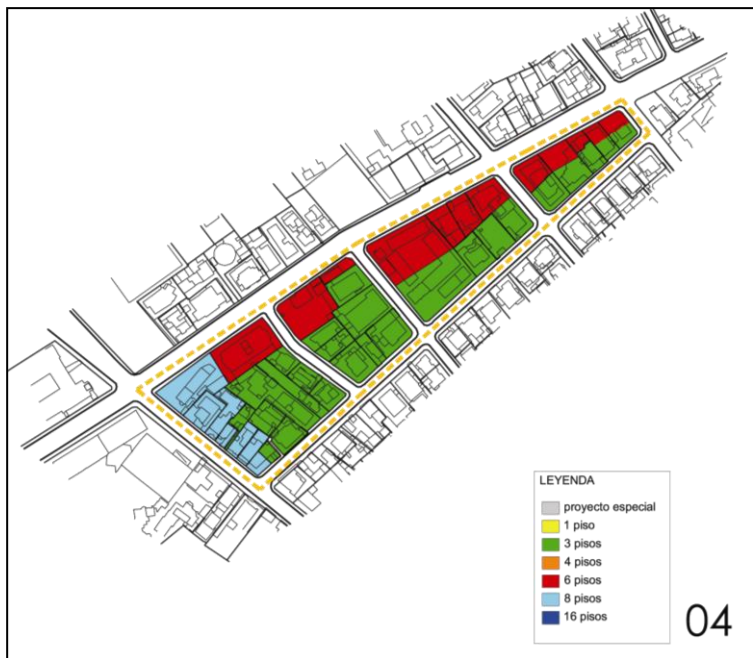 LEYENDA
proyecto especial
1 piso
3 pisos
4 pisos
6 pisos
8 pisos
16 pisos
04